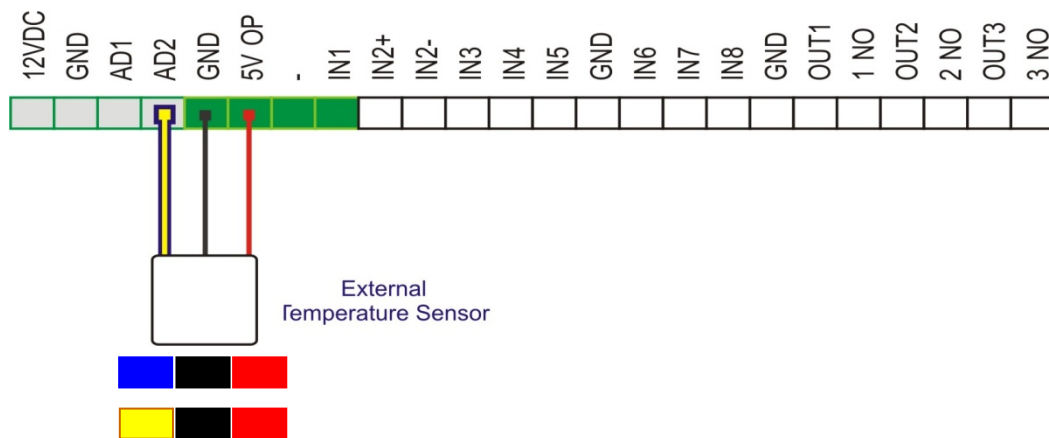 12VDC
GND
AD1
AD2
GND
5V OP
-
IN1
IN2+
IN2-
IN3
IN4
IN5
GND
IN6
IN7
IN8
GND
OUT1
1 NO
OUT2
2 NO
OUT3
3 NO
External
Temperature Sensor